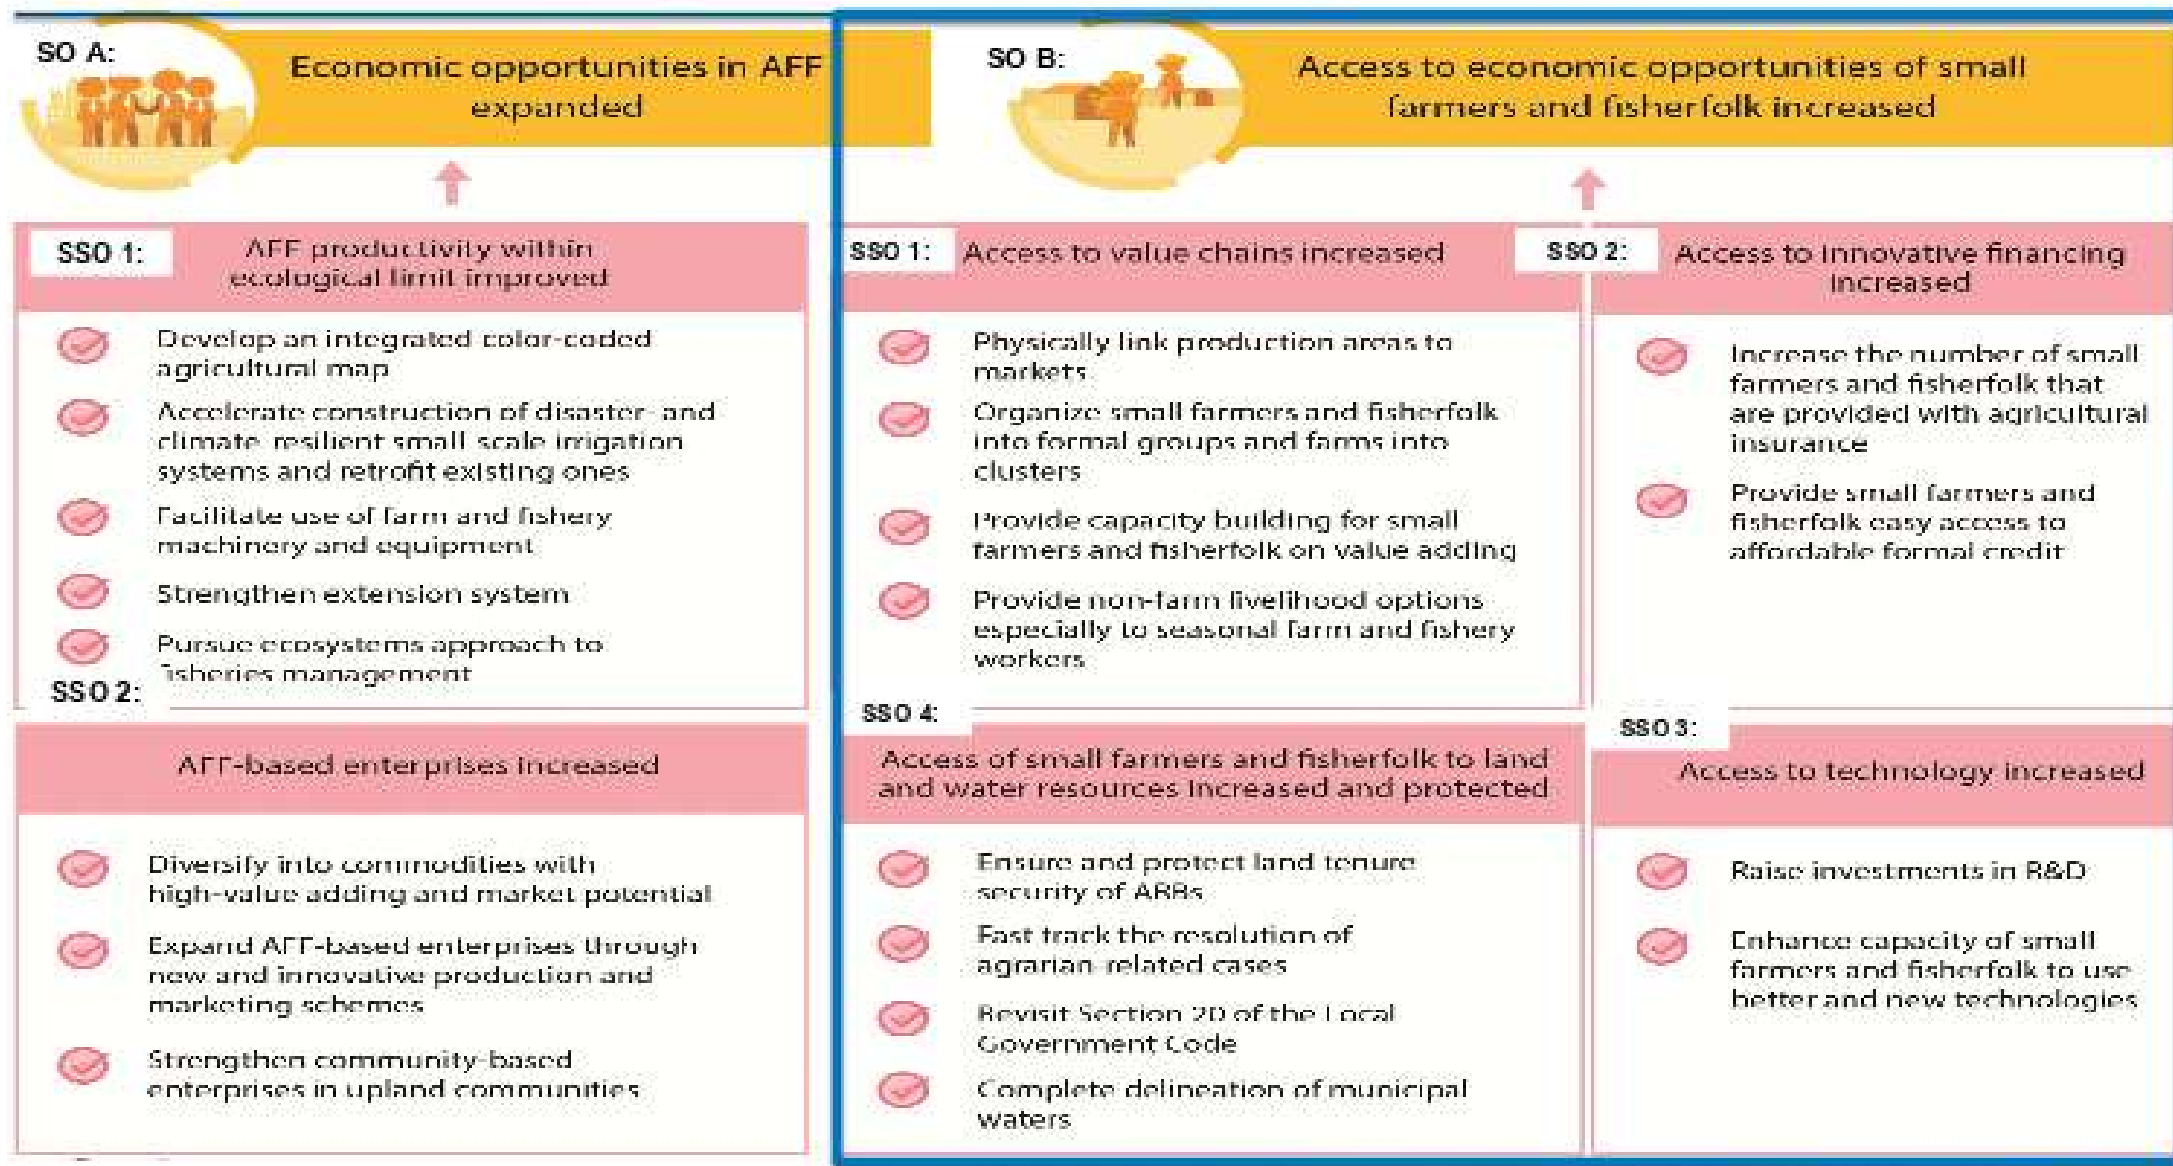 SO A:
Economic opportunities in AFF
expanded
SSO 1:
AFF productivity within
ecological limit improved
Develop an integrated color-coded
agricultural map
Accelerate construction of disaster- and
climate-resilient small-scale irrigation
systems and retrofit existing ones
Facilitate use of farm and fishery
machinery and equipment
Strengthen extension system
Pursue ecosystems approach to
fisheries management
SSO 2:
AFF-based enterprises increased
Diversify into commodities with
high-value adding and market potential
Expand AFF-based enterprises through
new and innovative production and
marketing schemes
Strengthen community-based
enterprises in upland communities
SO B:
Access to economic opportunities of small
farmers and fisherfolk increased
SSO 1:
Access to value chains increased
Physically link production areas to
markets
Organize small farmers and fisherfolk
into formal groups and farms into
clusters
Provide capacity building for small
farmers and fisherfolk on value adding
Provide non-farm livelihood options
especially to seasonal farm and fishery
workers
SSO 2:
Access to innovative financing
increased
Increase the number of small
farmers and fisherfolk that
are provided with agricultural
insurance
Provide small farmers and
fisherfolk easy access to
affordable formal credit
SSO 4:
Access of small farmers and fisherfolk to land
and water resources increased and protected
Ensure and protect land tenure
security of ARBs
Fast track the resolution of
agrarian-related cases
Revisit Section 20 of the Local
Government Code
Complete delineation of municipal
waters
SSO 3:
Access to technology increased
Raise investments in R&D
Enhance capacity of small
farmers and fisherfolk to use
better and new technologies